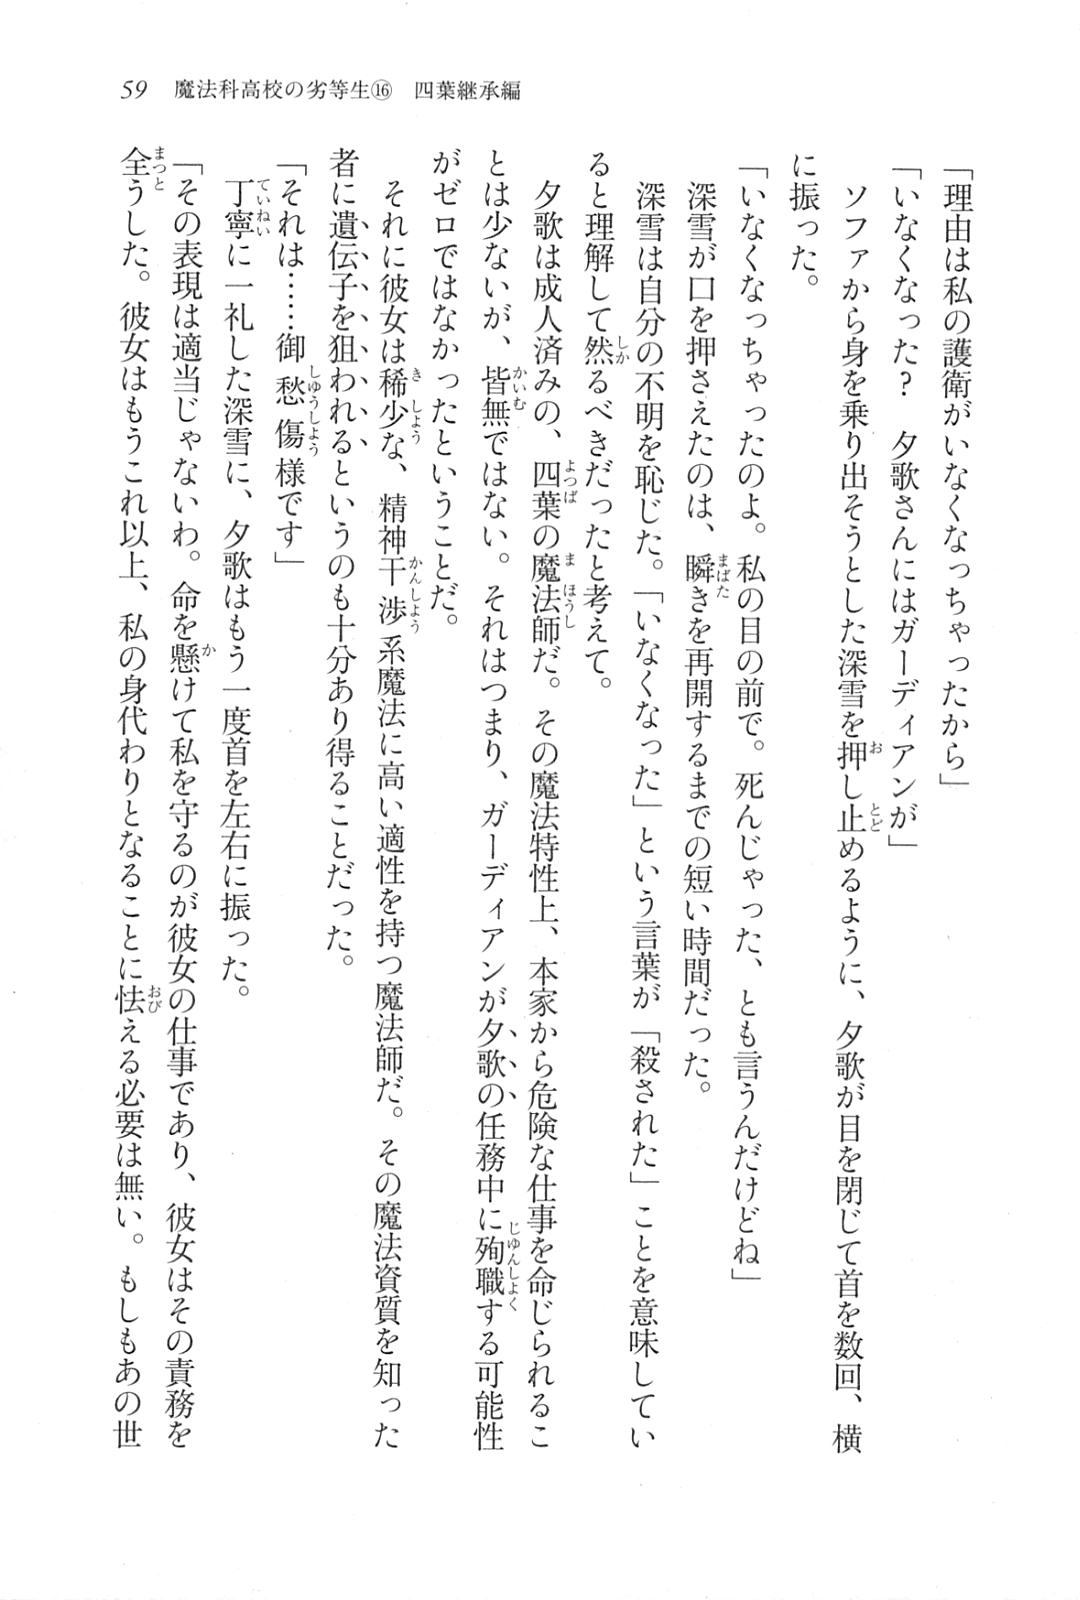 59　魔法科高校の劣等生⑯　四葉継承編
「理由は私の護衛がいなくなっちゃったから」
「いなくなった？　夕歌さんにはガーディアンが」
　ソファから身を乗り出そうとした深雪を押し止めるように、夕歌が目を閉じて首を数回、横
に振った。
「いなくなっちゃったのよ。私の目の前で。死んじゃった、とも言うんだけどね」
　深雪が口を押さえたのは、瞬きを再開するまでの短い時間だった。
　深雪は自分の不明を恥じた。「いなくなった」という言葉が「殺された」ことを意味してい
ると理解して然るべきだったと考えて。
　夕歌は成人済みの、四葉の魔法師だ。その魔法特性上、本家から危険な仕事を命じられるこ
とは少ないが、皆無ではない。それはつまり、ガーディアンが夕歌の任務中に殉職する可能性
がゼロではなかったということだ。
　それに彼女は稀少な、精神干渉系魔法に高い適性を持つ魔法師だ。その魔法資質を知った
者に遺伝子を狙われるというのも十分あり得ることだった。
「それは……御愁傷様です」
　丁寧に一礼した深雪に、夕歌はもう一度首を左右に振った。
「その表現は適当じゃないわ。命を懸けて私を守るのが彼女の仕事であり、彼女はその責務を
全うした。彼女はもうこれ以上、私の身代わりとなることに怯える必要は無い。もしもあの世